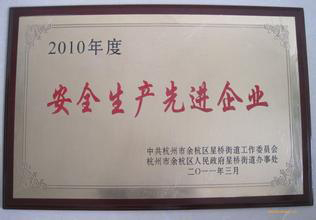 2010年度
安全生产先进企业
中共杭州市余杭区星桥街道工作委员会
杭州市余杭区人民政府星桥街道办事处
二〇一一年三月